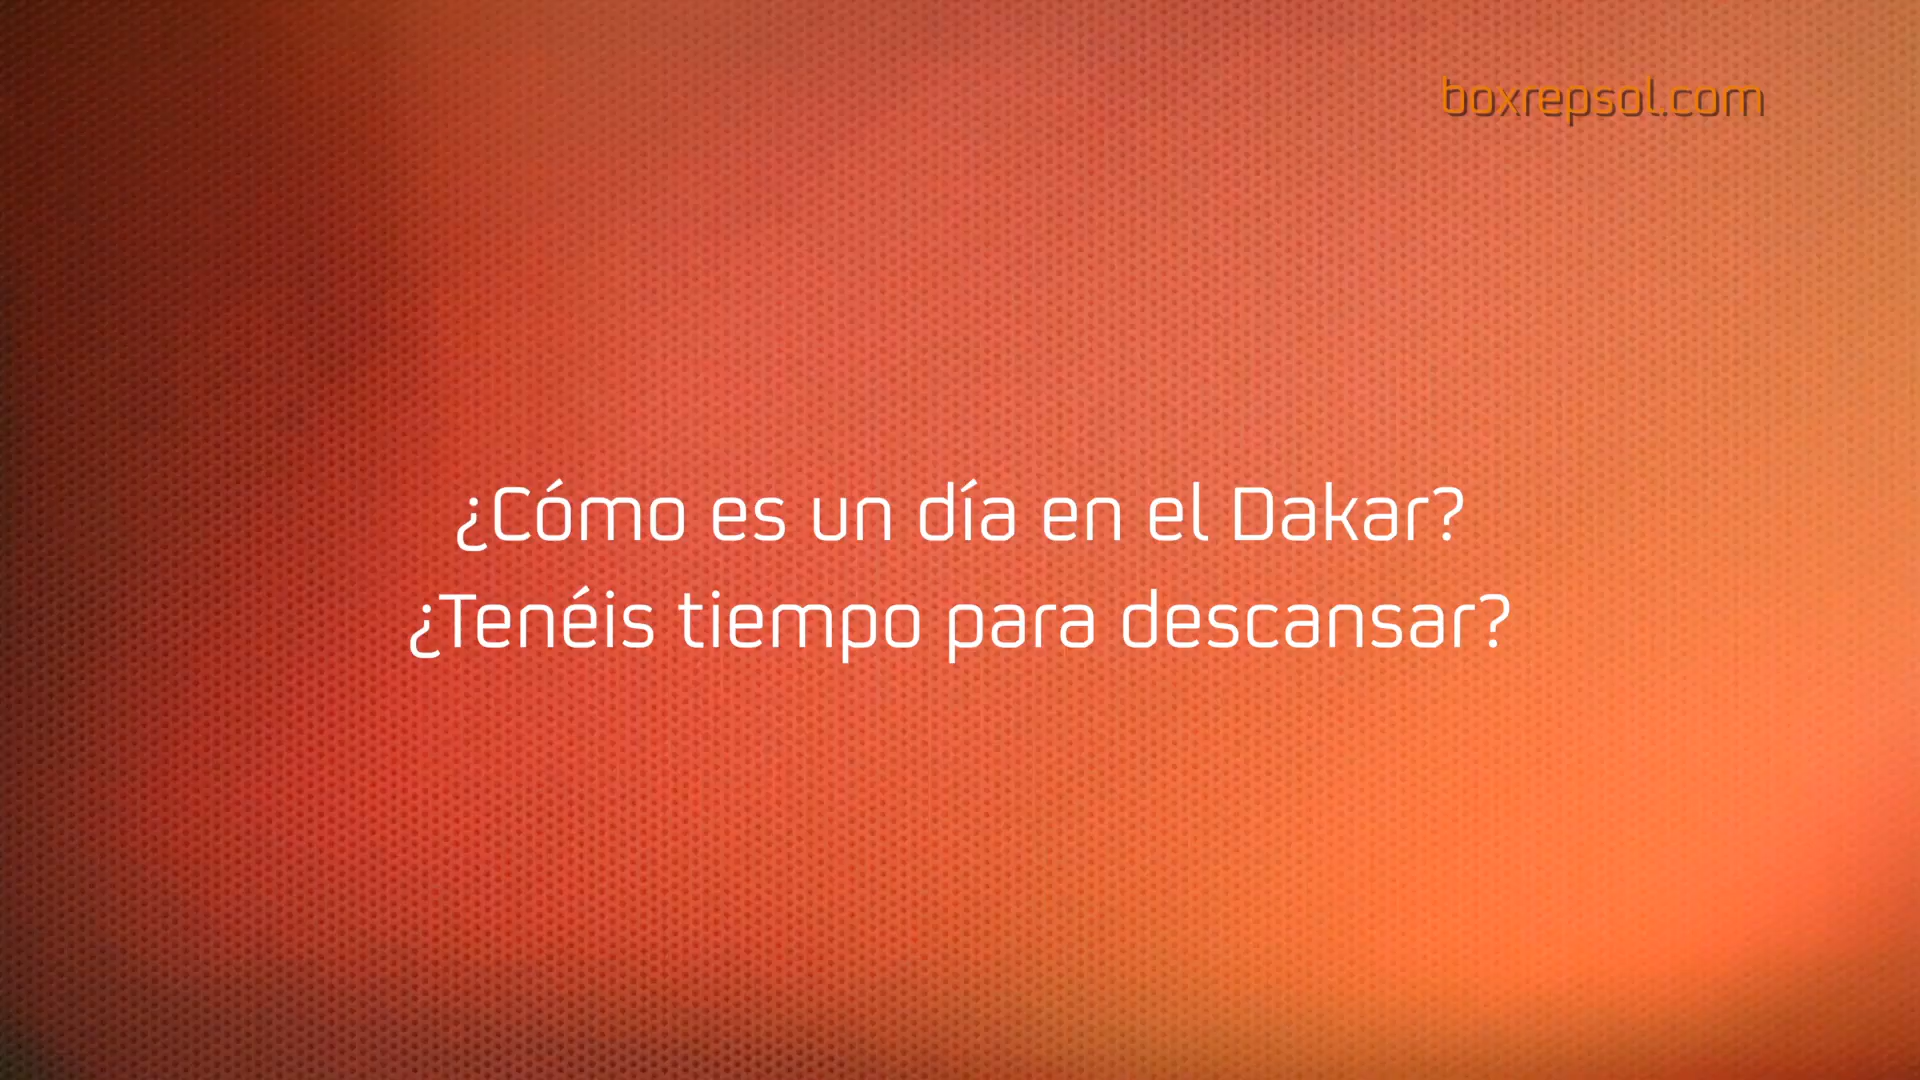 boxrepsol.com
¿Cómo es un día en el Dakar?
¿Tenéis tiempo para descansar?